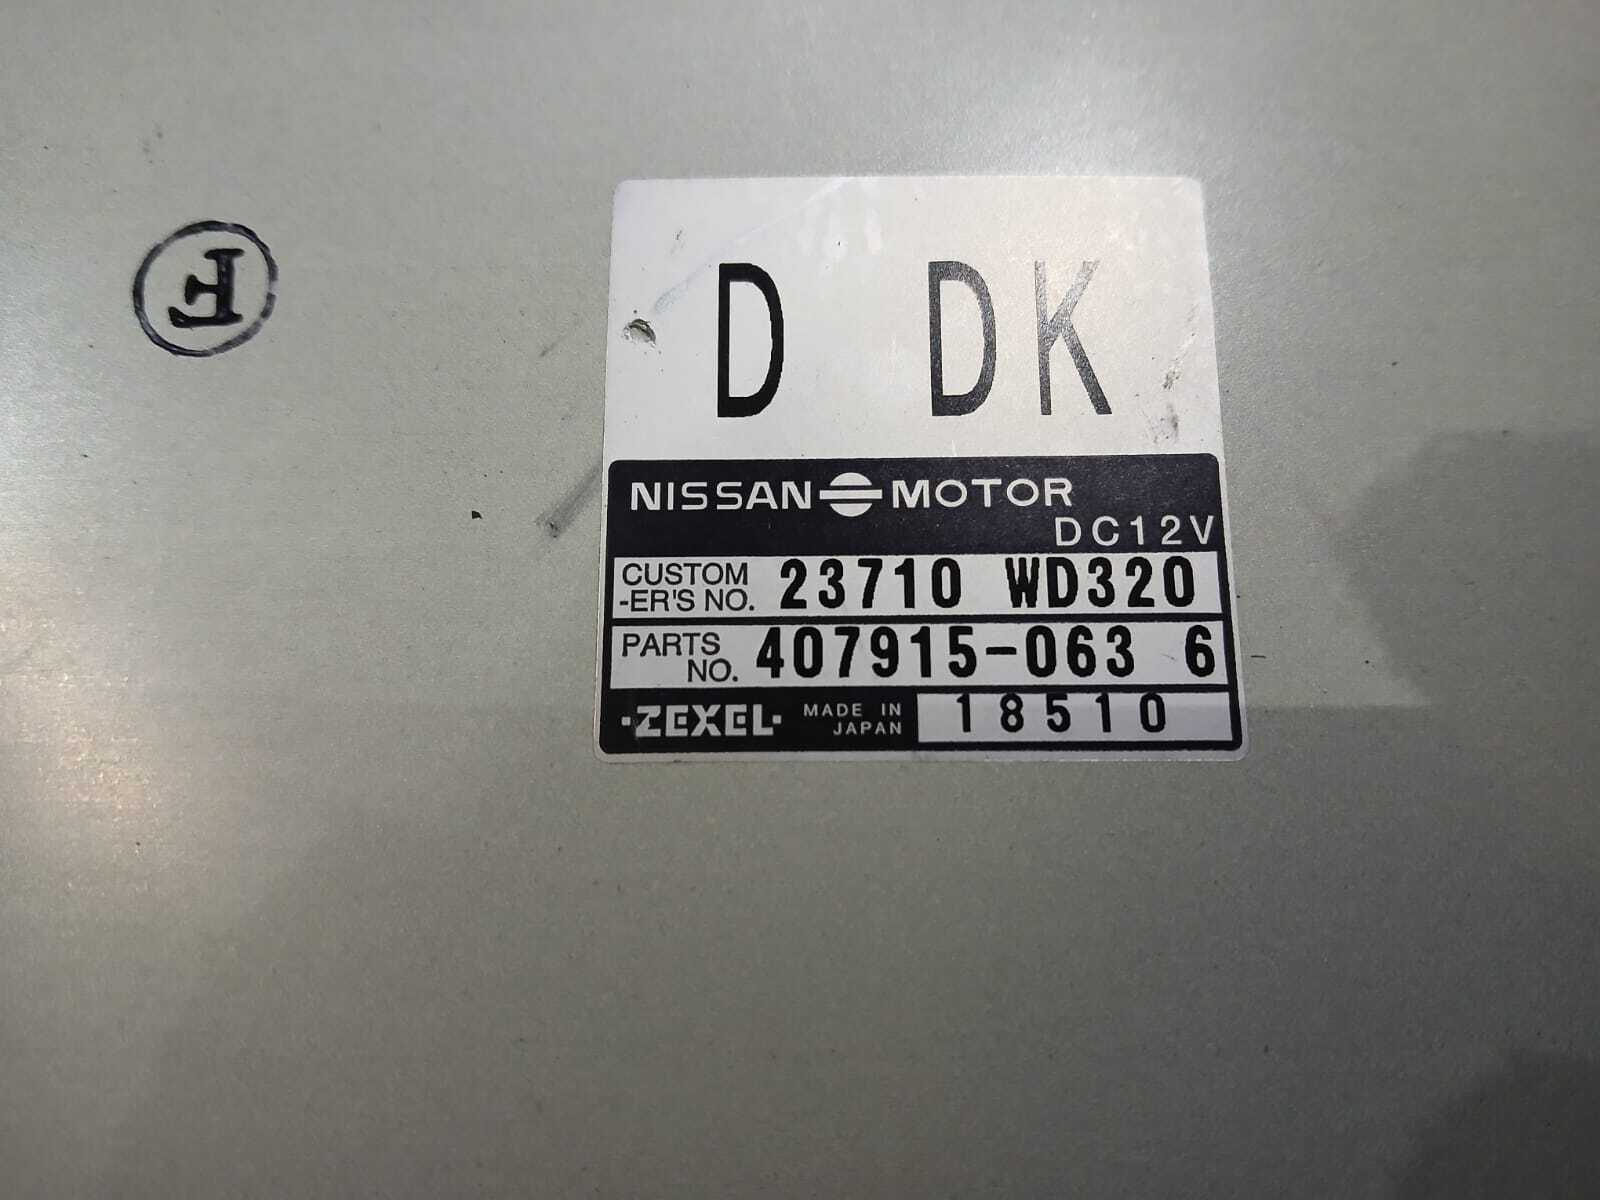 F
D DK
NISSAN MOTOR
DC12V
CUSTOM
-ER'S NO. 23710 WD320
PARTS
NO. 407915-063 6
·ZEXEL· MADE IN
JAPAN 18510